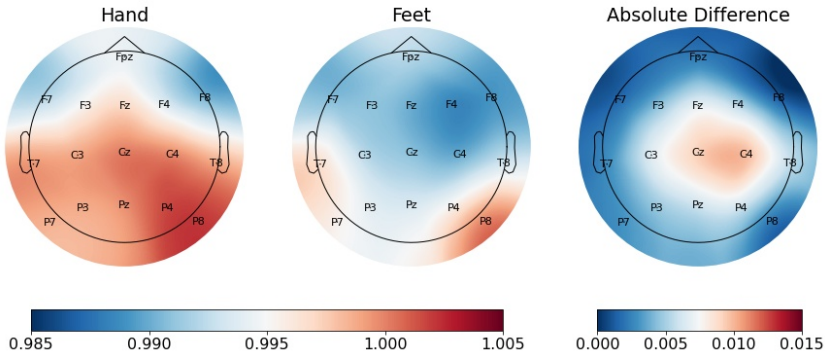 Hand Feet Absolute Difference
Fpz Fpz Fpz
F7 F3 Fz F4 F8 F7 F3 Fz F4 F8 F7 F3 Fz F4 F8
T7 C3 Cz C4 T8 T7 C3 Cz C4 T8 T7 C3 Cz C4 T8
P7 P3 Pz P4 P8 P7 P3 Pz P4 P8 P7 P3 Pz P4 P8
0.985 0.990 0.995 1.000 1.005 0.000 0.005 0.010 0.015